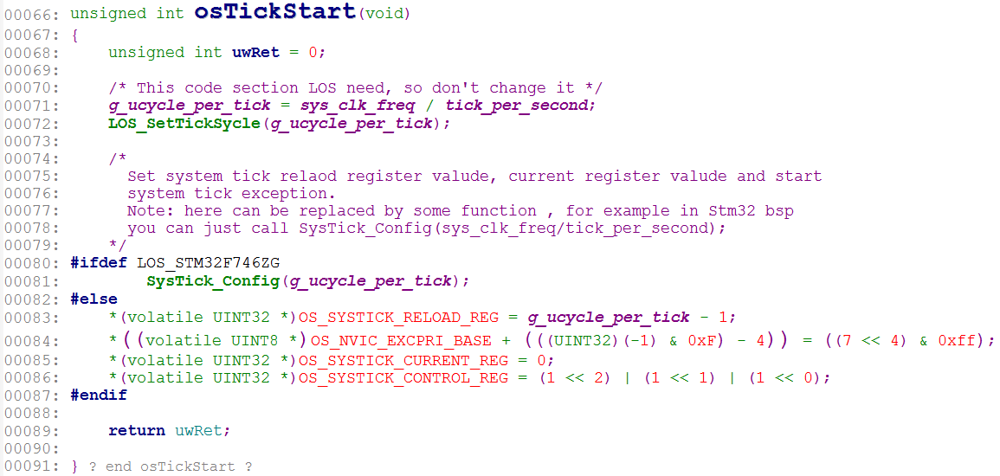 00066: unsigned int osTickStart(void)
00067: {
00068:     unsigned int uwRet = 0;
00069:
00070:     /* This code section LOS need, so don't change it */
00071:     g_ucycle_per_tick = sys_clk_freq / tick_per_second;
00072:     LOS_SetTickSycle(g_ucycle_per_tick);
00073:
00074:     /*
00075:       Set system tick relaod register valude, current register valude and start
00076:       system tick exception.
00077:       Note: here can be replaced by some function , for example in Stm32 bsp
00078:       you can just call SysTick_Config(sys_clk_freq/tick_per_second);
00079:     */
00080: #ifdef LOS_STM32F746ZG
00081:         SysTick_Config(g_ucycle_per_tick);
00082: #else
00083:     *(volatile UINT32 *)OS_SYSTICK_RELOAD_REG = g_ucycle_per_tick - 1;
00084:     *((volatile UINT8 *)OS_NVIC_EXCPRI_BASE + (((UINT32)(-1) & 0xF) - 4)) = ((7 << 4) & 0xff);
00085:     *(volatile UINT32 *)OS_SYSTICK_CURRENT_REG = 0;
00086:     *(volatile UINT32 *)OS_SYSTICK_CONTROL_REG = (1 << 2) | (1 << 1) | (1 << 0);
00087: #endif
00088:
00089:     return uwRet;
00090:
00091: } ? end osTickStart ?